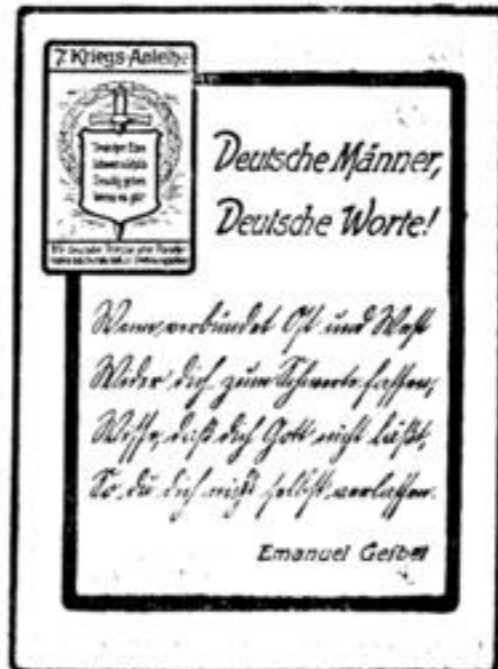 7. Kriegs-Anleihe
Deutsche Männer,
Deutsche Worte!
Wenn, verbündet Ost und West
Wider dich zum Schwerte fassen,
Wisse, daß dich Gott nicht läßt,
So du dich nicht selbst verlassen.
Emanuel Geibel